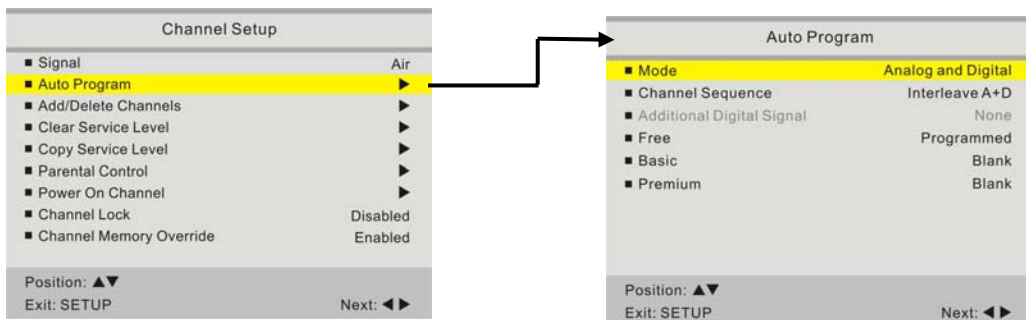 Channel Setup
■ Signal Air
■ Auto Program ▶
■ Add/Delete Channels ▶
■ Clear Service Level ▶
■ Copy Service Level ▶
■ Parental Control ▶
■ Power On Channel ▶
■ Channel Lock Disabled
■ Channel Memory Override Enabled
Position: ▲▼
Exit: SETUP Next: ◀ ▶
Auto Program
■ Mode Analog and Digital
■ Channel Sequence Interleave A+D
■ Additional Digital Signal None
■ Free Programmed
■ Basic Blank
■ Premium Blank
Position: ▲▼
Exit: SETUP Next: ◀ ▶